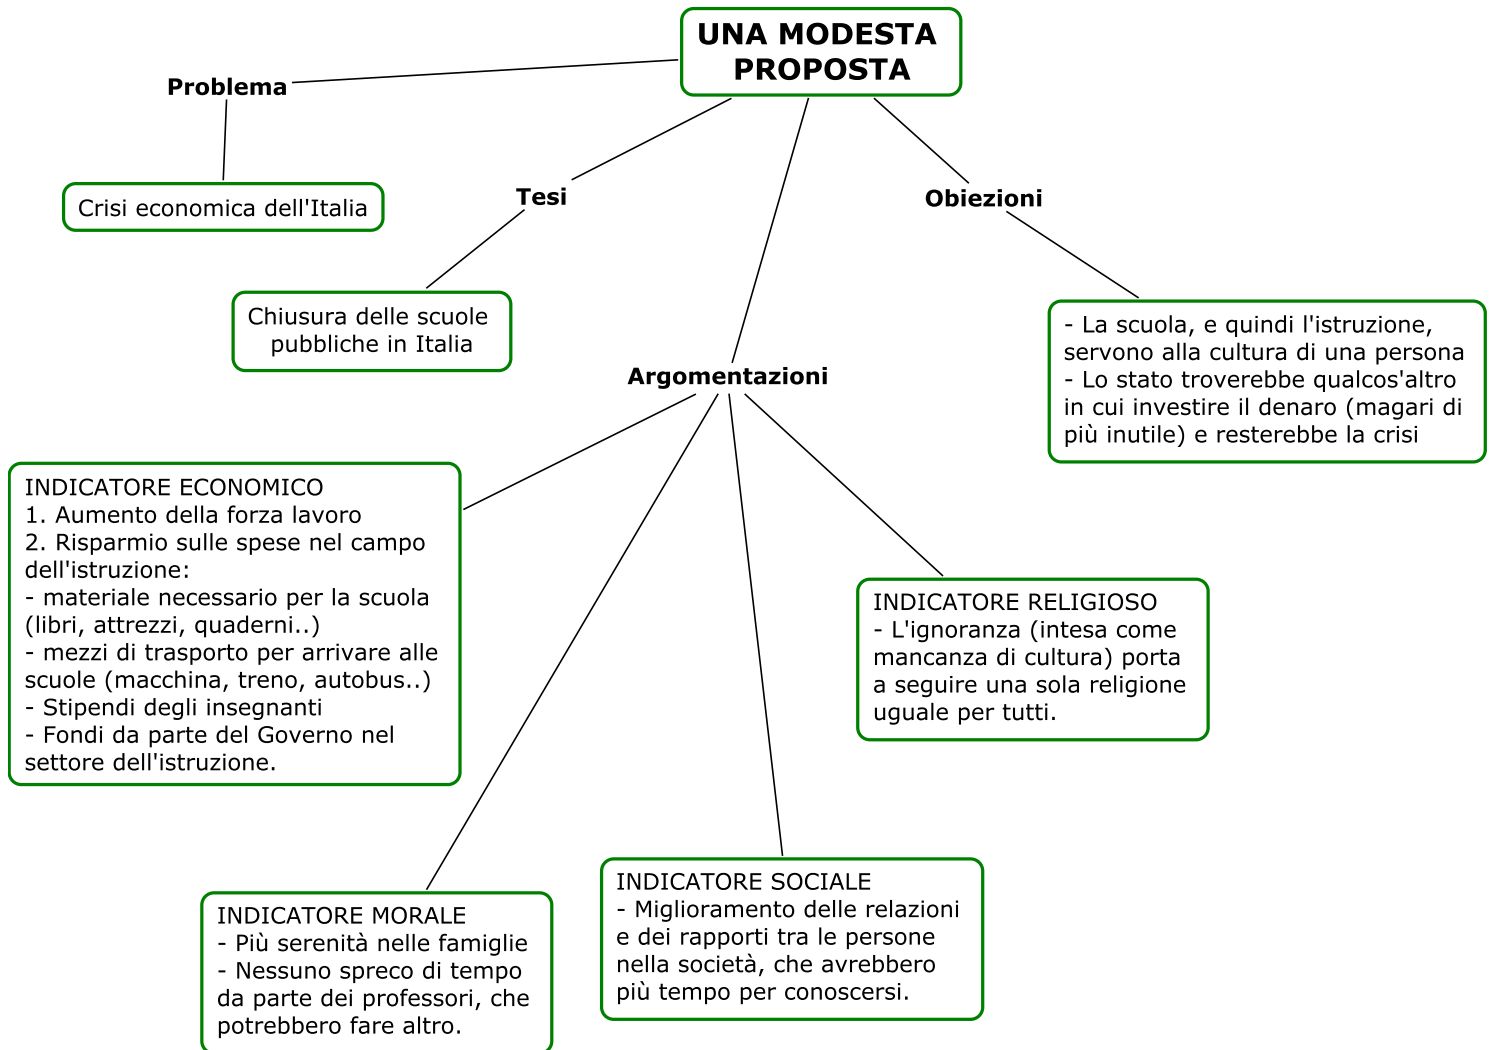 UNA MODESTA
PROPOSTA
Problema
Crisi economica dell'Italia
Tesi
Chiusura delle scuole
pubbliche in Italia
Obiezioni
- La scuola, e quindi l'istruzione,
servono alla cultura di una persona
- Lo stato troverebbe qualcos'altro
in cui investire il denaro (magari di
più inutile) e resterebbe la crisi
Argomentazioni
INDICATORE ECONOMICO
1. Aumento della forza lavoro
2. Risparmio sulle spese nel campo
dell'istruzione:
- materiale necessario per la scuola
(libri, attrezzi, quaderni..)
- mezzi di trasporto per arrivare alle
scuole (macchina, treno, autobus..)
- Stipendi degli insegnanti
- Fondi da parte del Governo nel
settore dell'istruzione.
INDICATORE RELIGIOSO
- L'ignoranza (intesa come
mancanza di cultura) porta
a seguire una sola religione
uguale per tutti.
INDICATORE MORALE
- Più serenità nelle famiglie
- Nessuno spreco di tempo
da parte dei professori, che
potrebbero fare altro.
INDICATORE SOCIALE
- Miglioramento delle relazioni
e dei rapporti tra le persone
nella società, che avrebbero
più tempo per conoscersi.